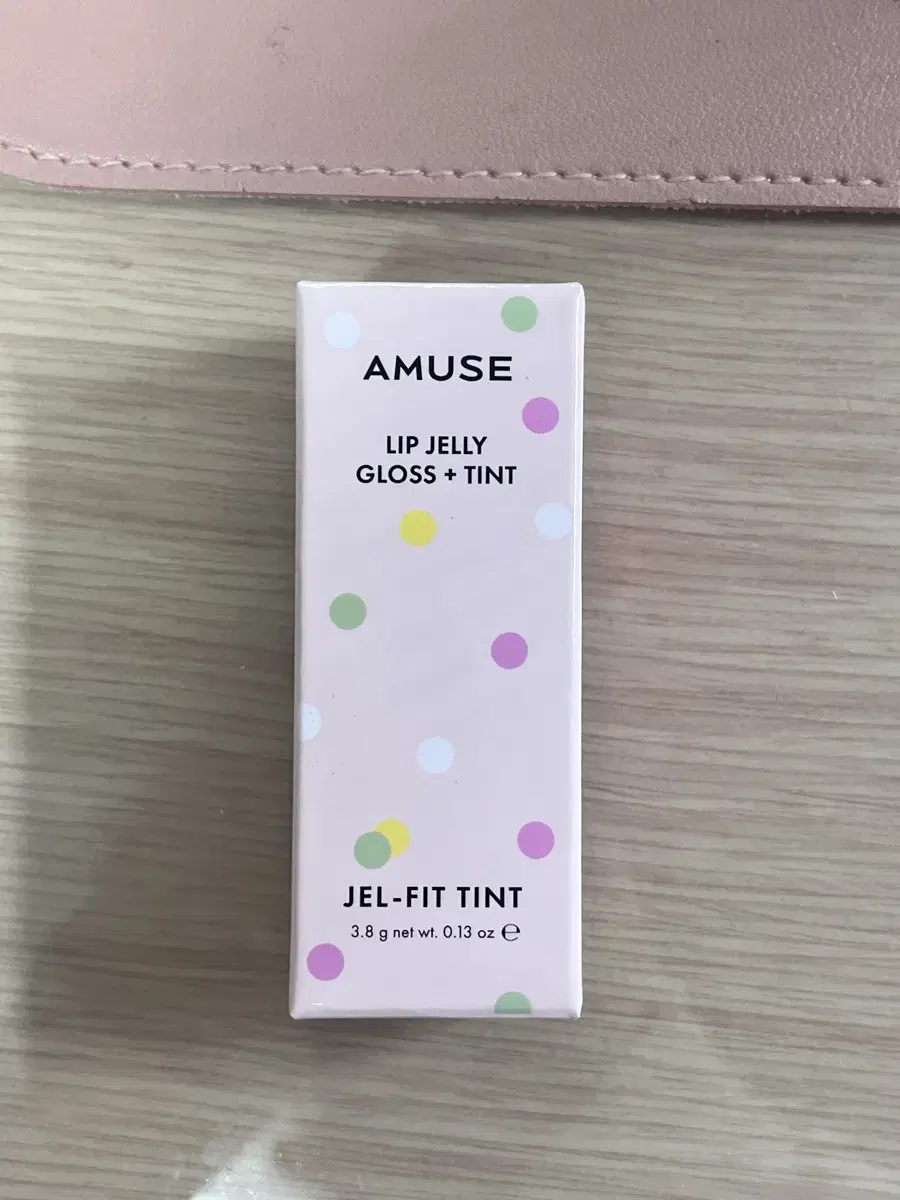 AMUSE
LIP JELLY
GLOSS + TINT
JEL-FIT TINT
3.8 g net wt. 0.13 oz ℮